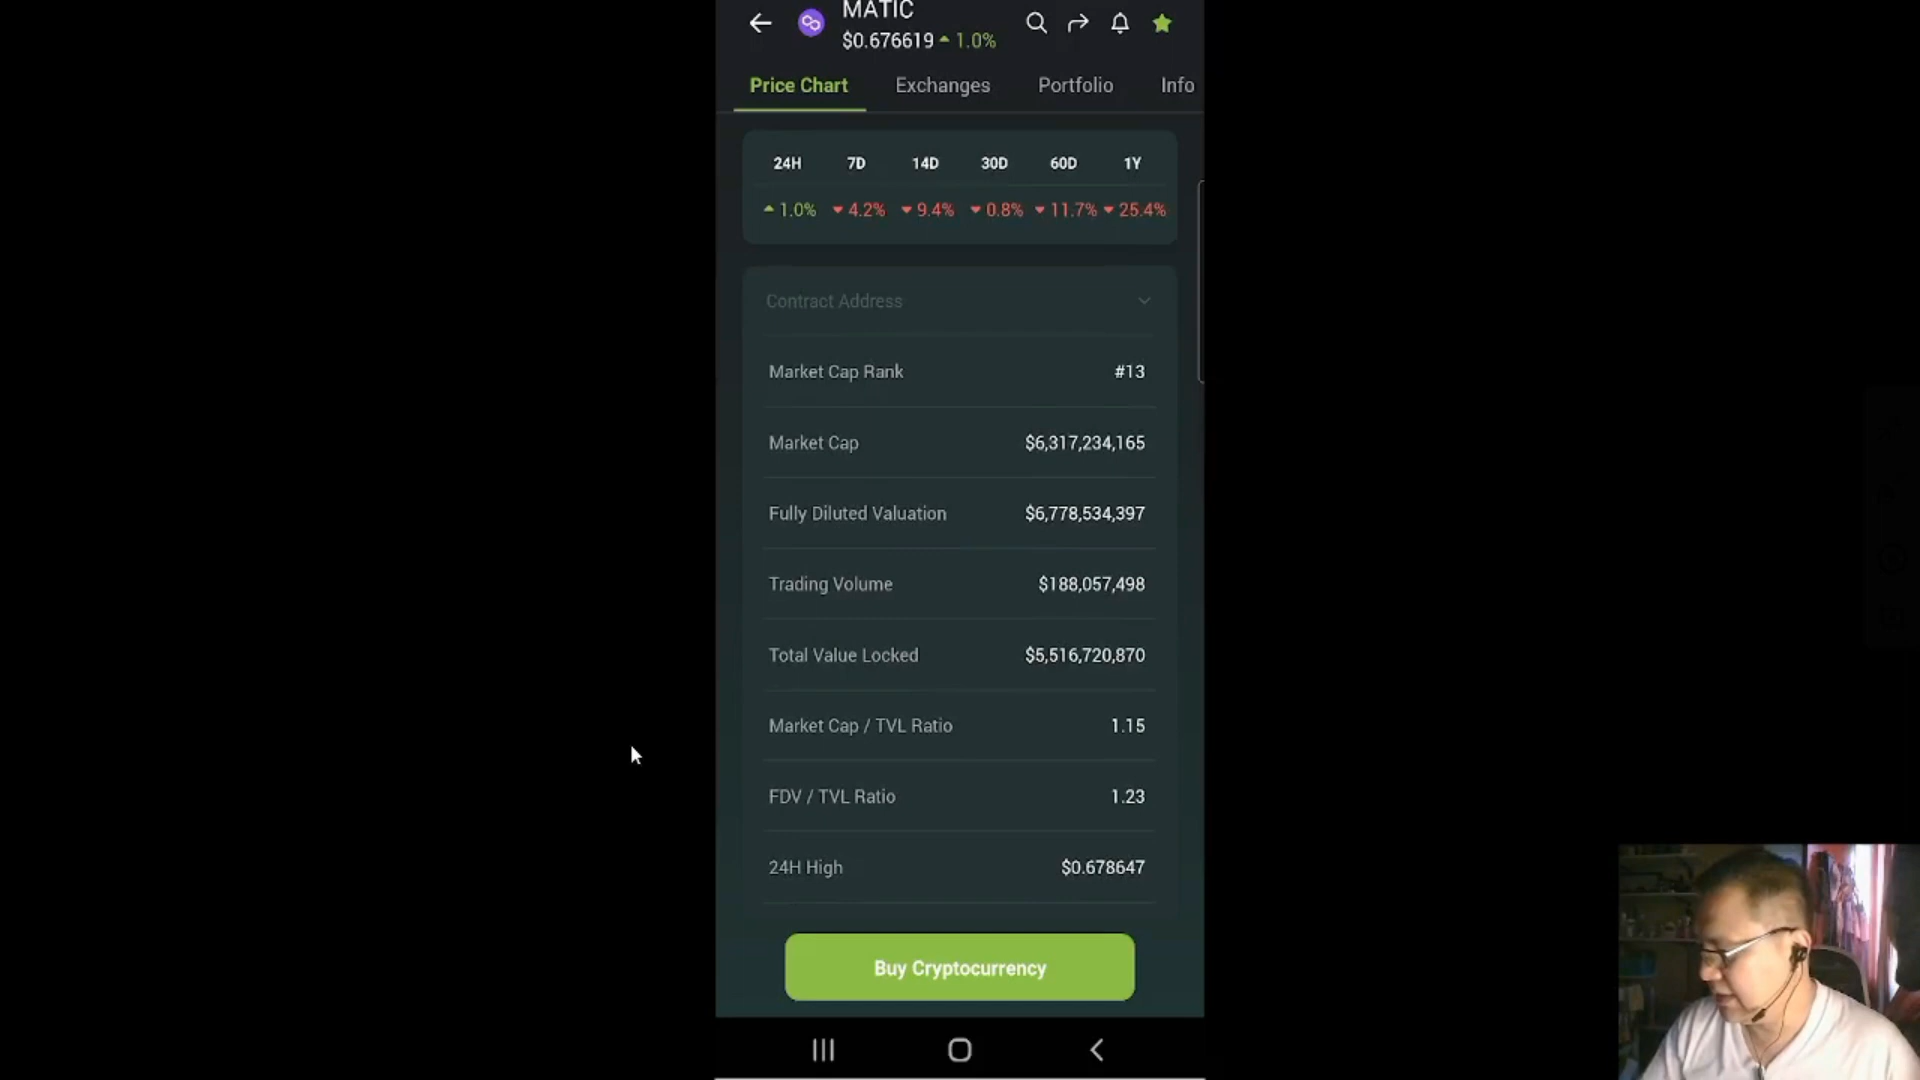 MATIC
$0.676619 1.0%
Price Chart Exchanges Portfolio Info
24H 7D 14D 30D 60D 1Y
1.0% 4.2% 9.4% 0.8% 11.7% 25.4%
Contract Address
Market Cap Rank #13
Market Cap $6,317,234,165
Fully Diluted Valuation $6,778,534,397
Trading Volume $188,057,498
Total Value Locked $5,516,720,870
Market Cap / TVL Ratio 1.15
FDV / TVL Ratio 1.23
24H High $0.678647
Buy Cryptocurrency